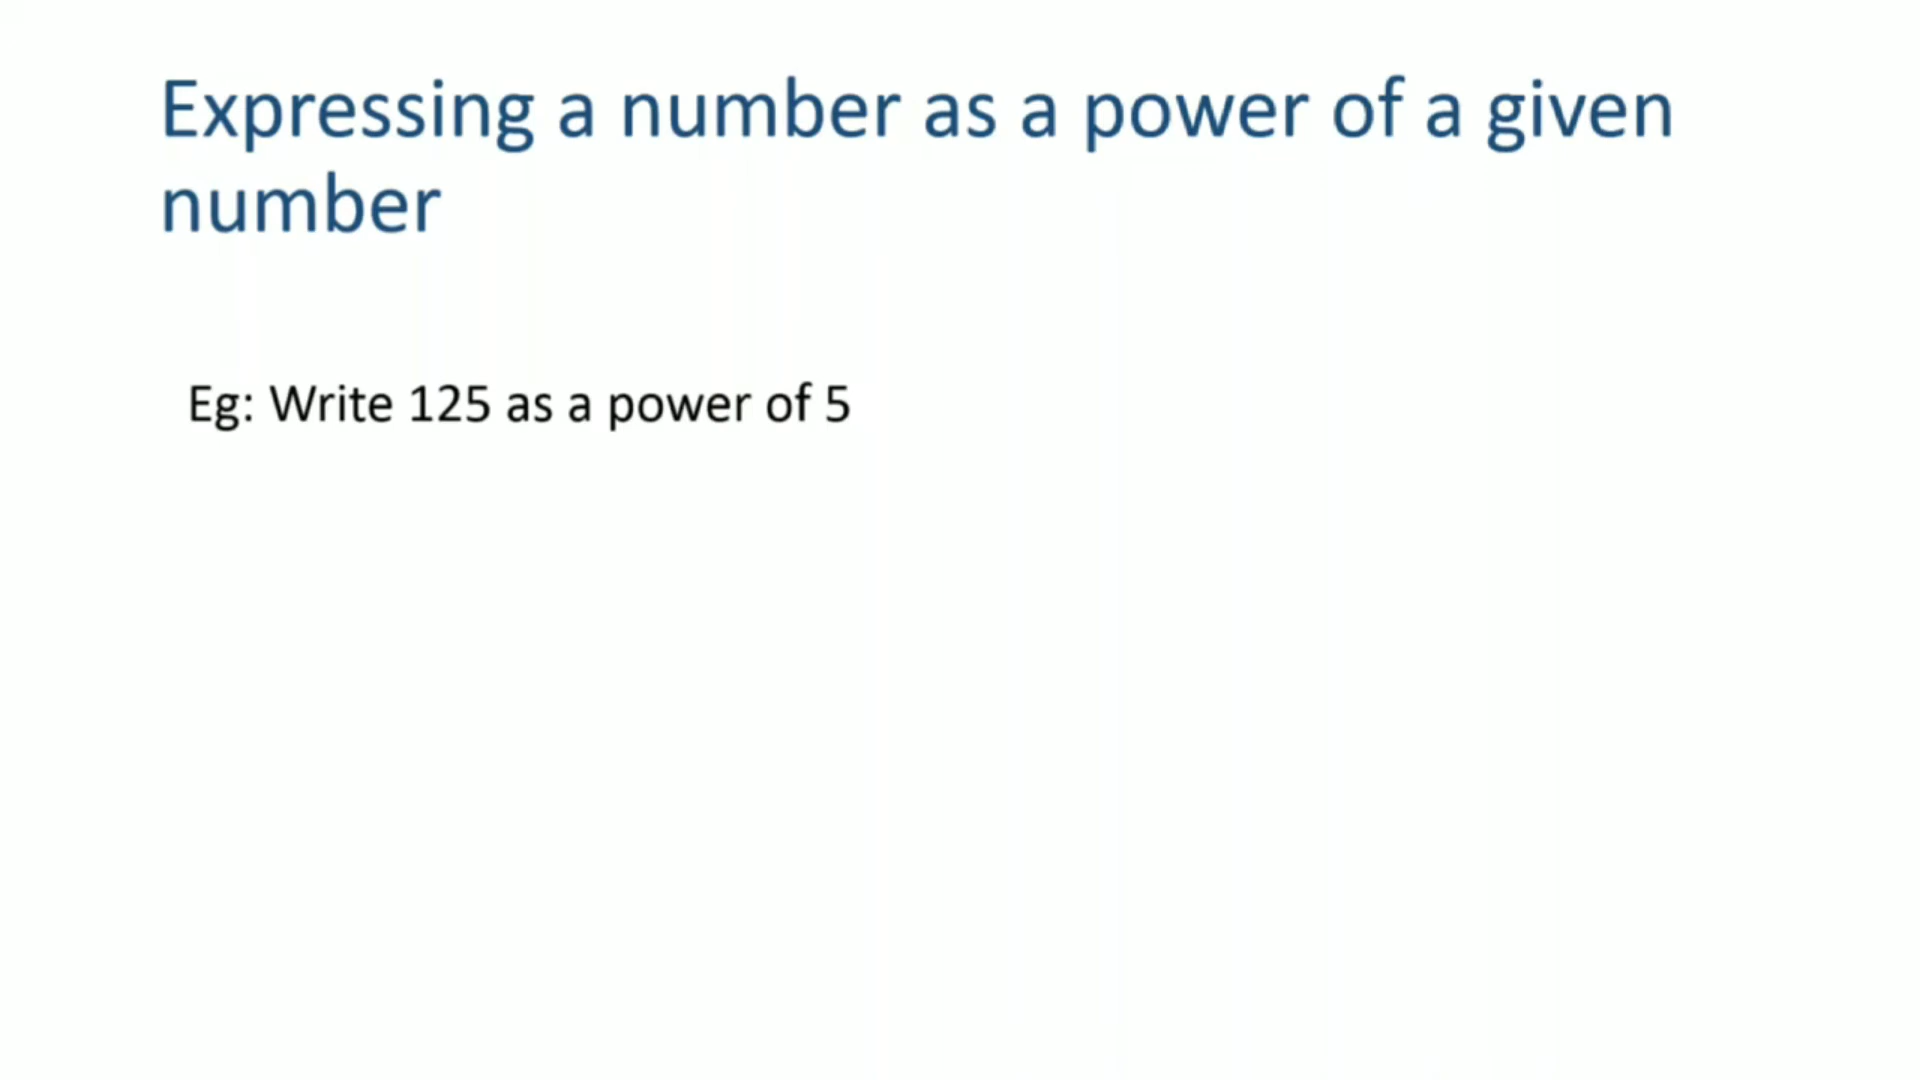 Expressing a number as a power of a given
number
Eg: Write 125 as a power of 5